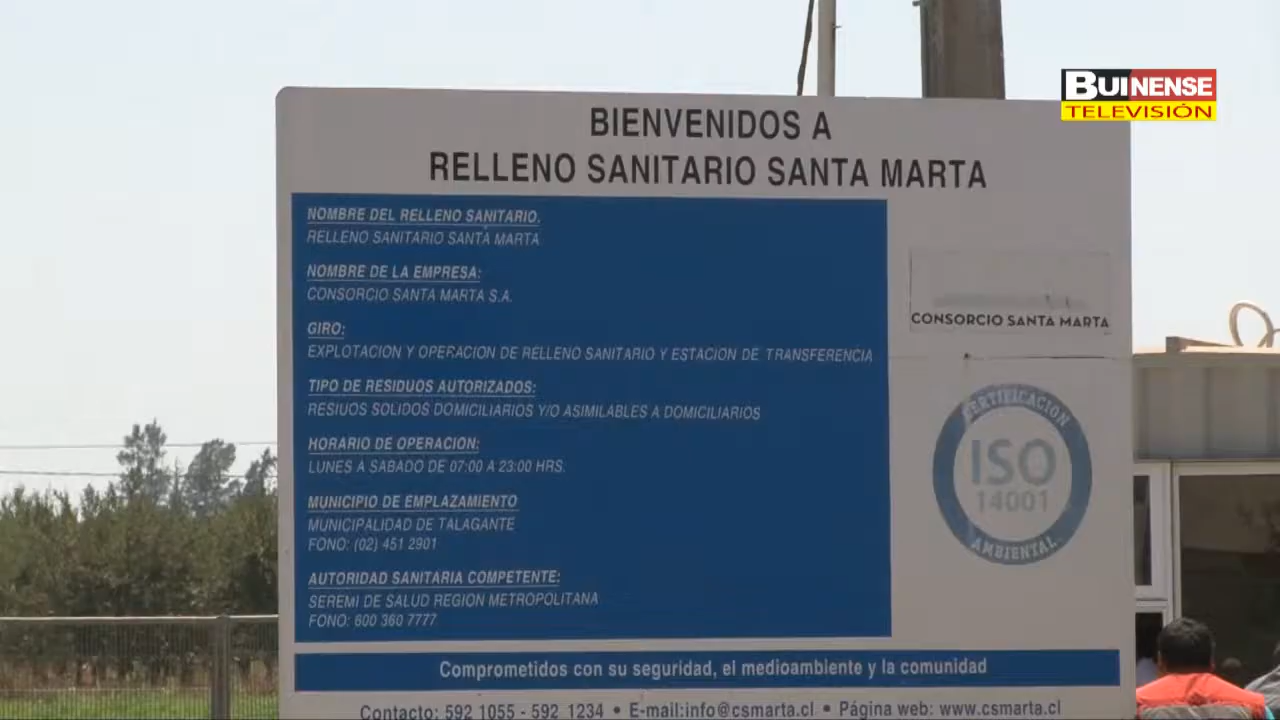 BUINENSE
TELEVISIÓN
BIENVENIDOS A
RELLENO SANITARIO SANTA MARTA
NOMBRE DEL RELLENO SANITARIO.
RELLENO SANITARIO SANTA MARTA
NOMBRE DE LA EMPRESA:
CONSORCIO SANTA MARTA S.A.
GIRO:
EXPLOTACION Y OPERACION DE RELLENO SANITARIO Y ESTACION DE TRANSFERENCIA
TIPO DE RESIDUOS AUTORIZADOS:
RESIUOS SOLIDOS DOMICILIARIOS Y/O ASIMILABLES A DOMICILIARIOS
HORARIO DE OPERACION:
LUNES A SABADO DE 07:00 A 23:00 HRS.
MUNICIPIO DE EMPLAZAMIENTO
MUNICIPALIDAD DE TALAGANTE
FONO: (02) 451 2901
AUTORIDAD SANITARIA COMPETENTE:
SEREMI DE SALUD REGION METROPOLITANA
FONO: 600 360 7777
CONSORCIO SANTA MARTA
CERTIFICACION
ISO
14001
AMBIENTAL
Comprometidos con su seguridad, el medioambiente y la comunidad
Contacto: 592 1055 - 592 1234 • E-mail:info@csmarta.cl • Página web: www.csmarta.cl